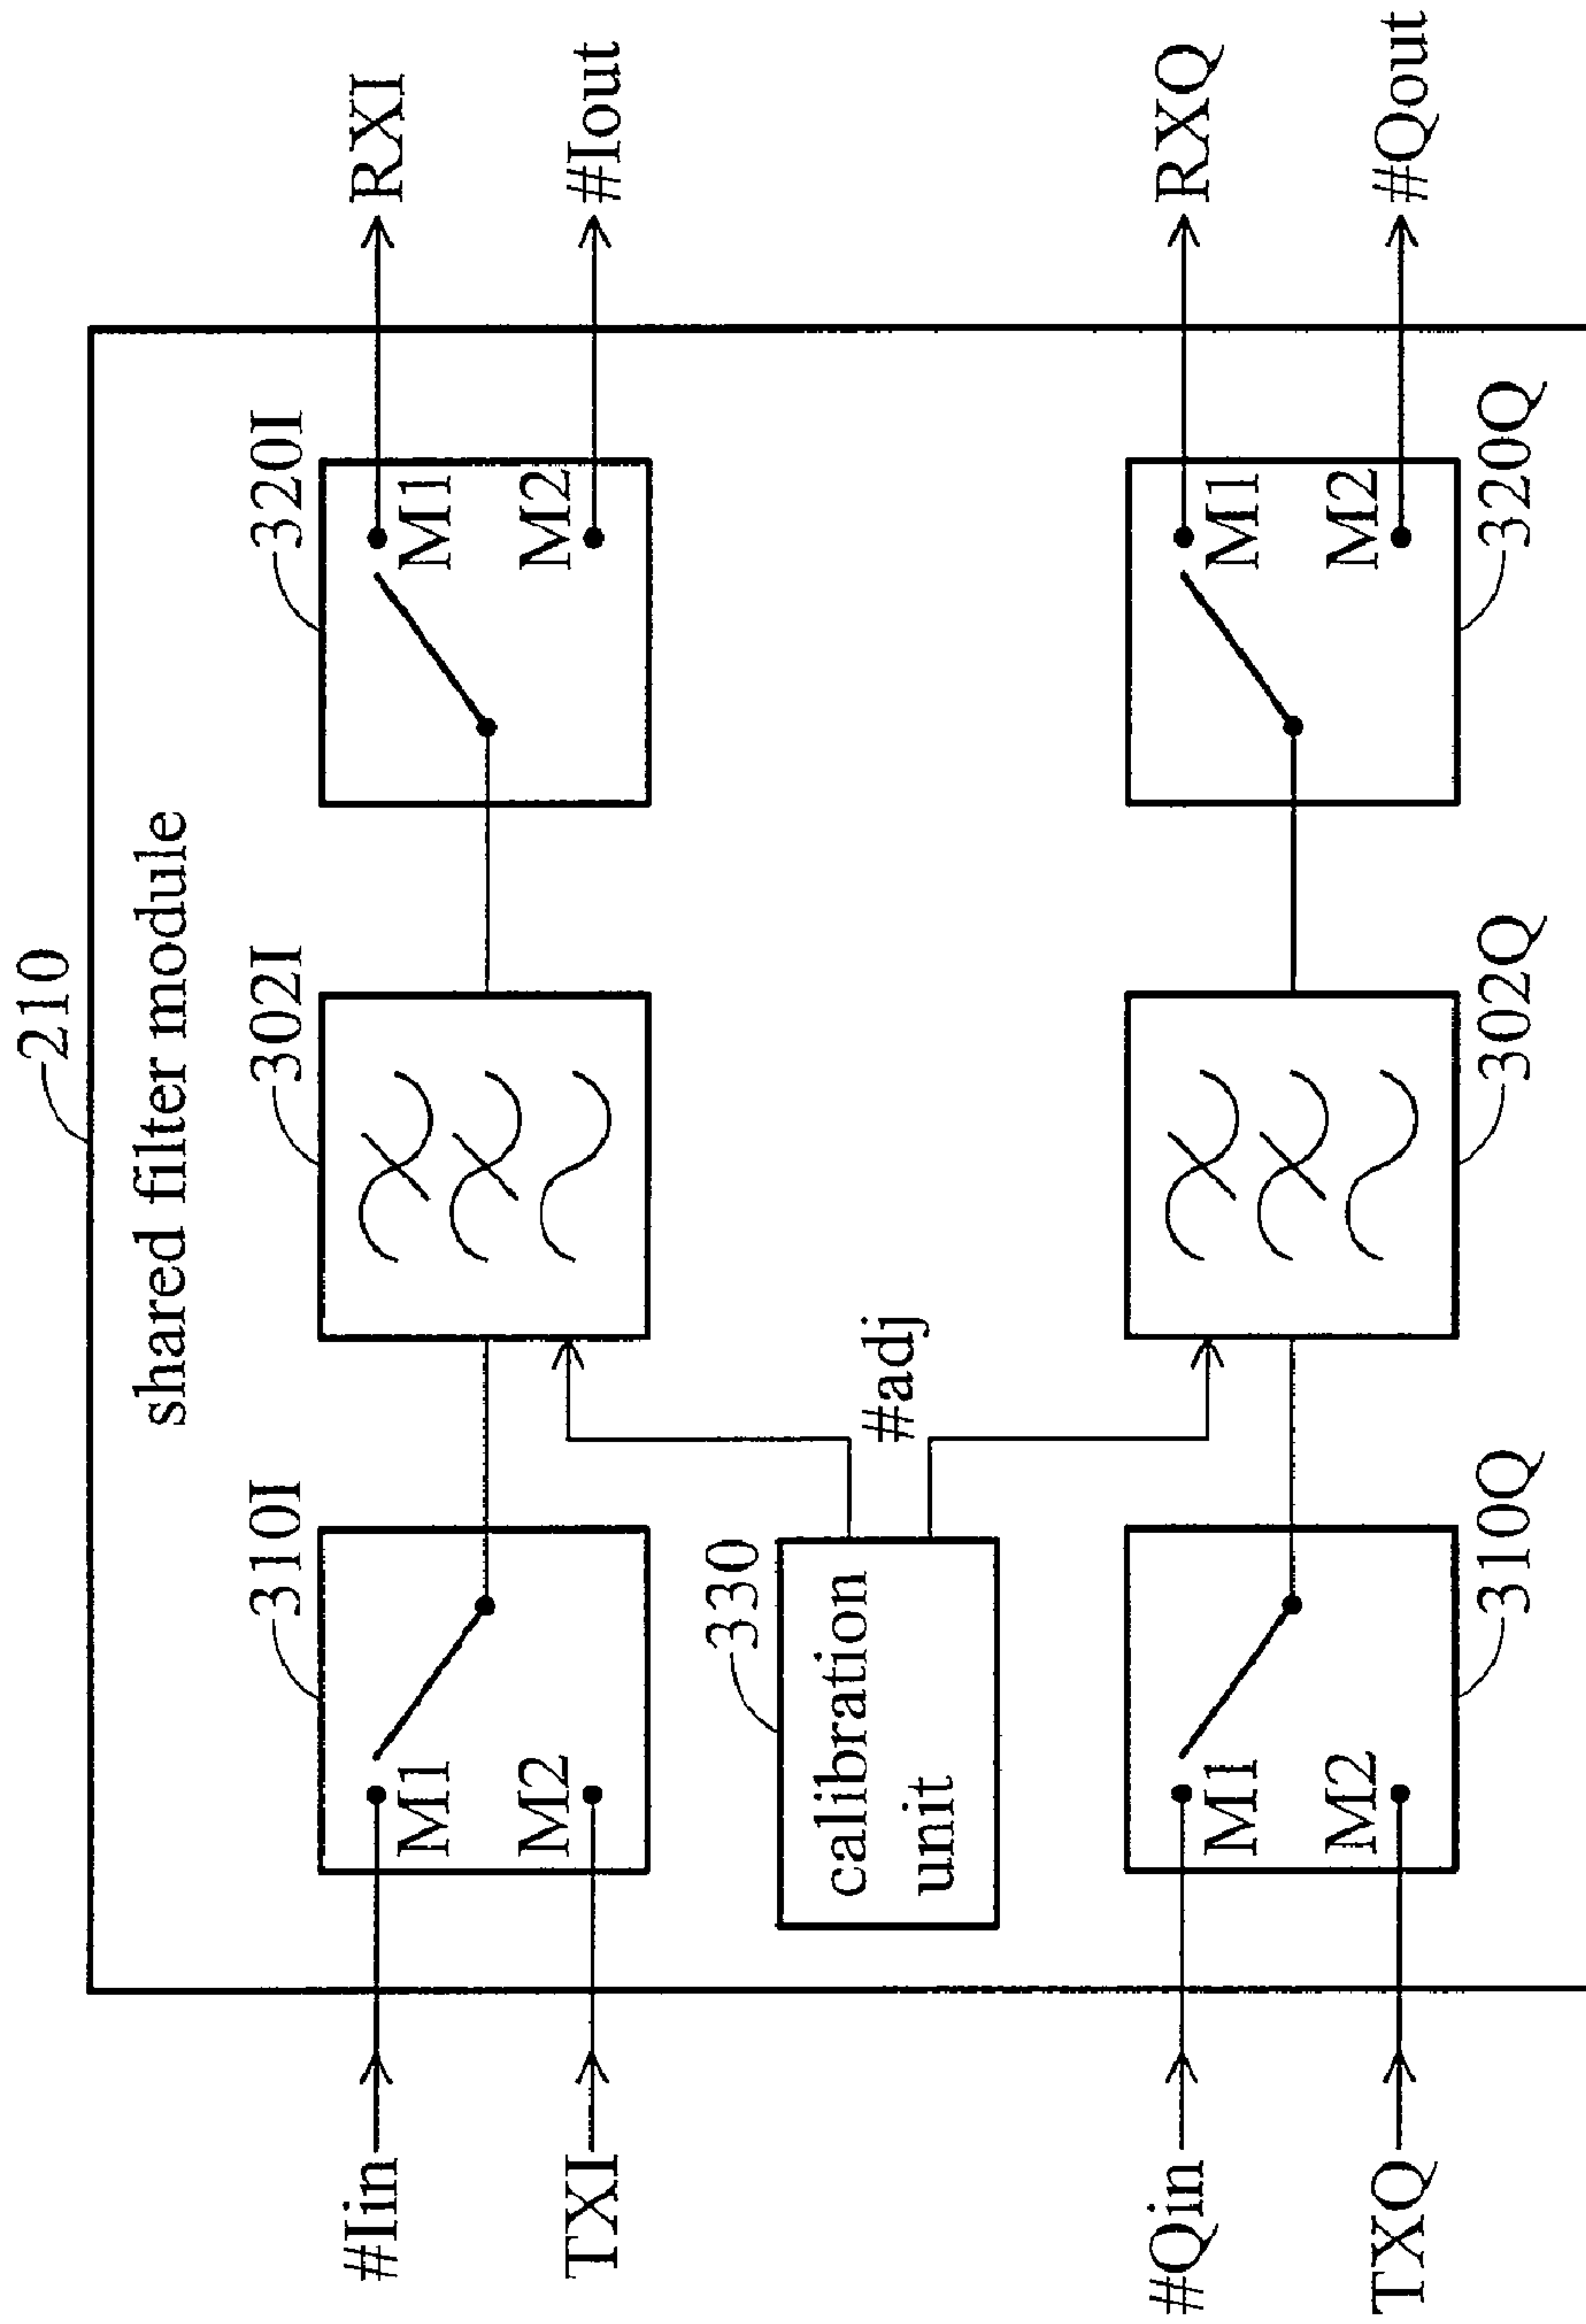 210
shared filter module
310I
302I
320I
#Iin
M1
M1
RXI
TXI
M2
M2
#Iout
330
calibration
unit
#adj
#Qin
M1
M1
RXQ
TXQ
M2
M2
#Qout
310Q
302Q
320Q